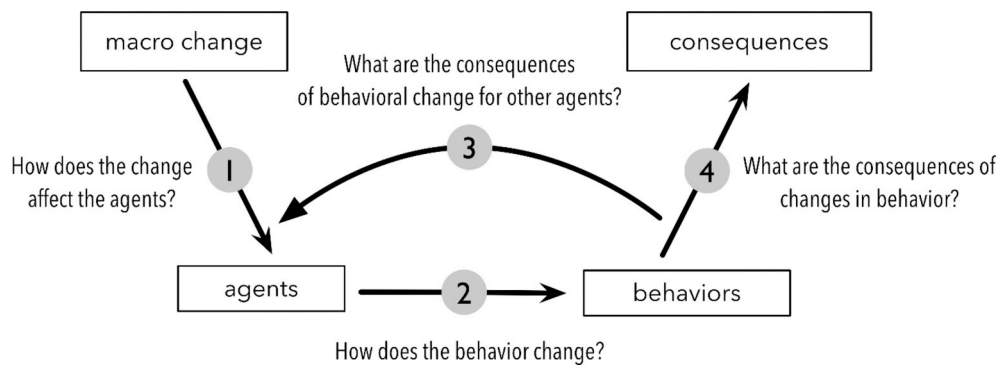 macro change
consequences
What are the consequences
of behavioral change for other agents?
3
How does the change
affect the agents?
1
4
What are the consequences of
changes in behavior?
agents
2
behaviors
How does the behavior change?